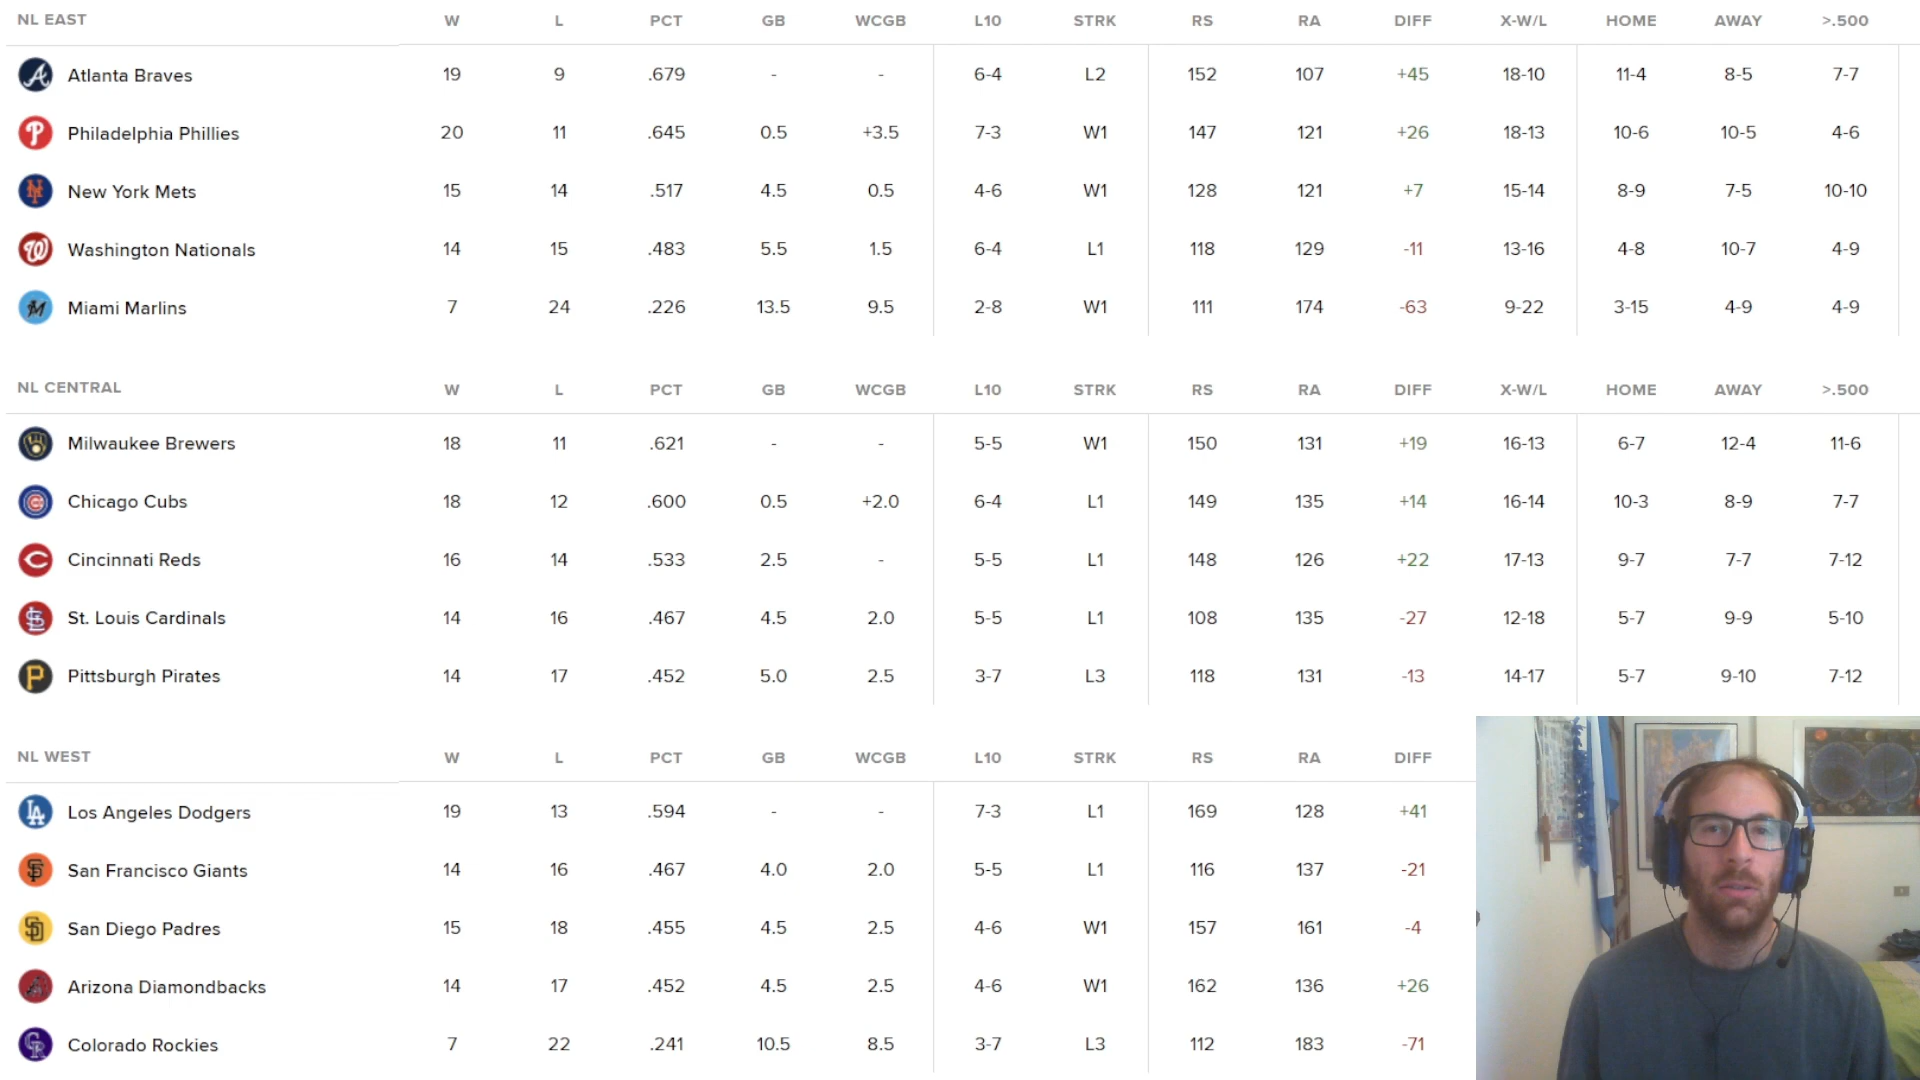 NL EAST W L PCT GB WCGB L10 STRK RS RA DIFF X-W/L HOME AWAY >.500
Atlanta Braves 19 9 .679 - - 6-4 L2 152 107 +45 18-10 11-4 8-5 7-7
Philadelphia Phillies 20 11 .645 0.5 +3.5 7-3 W1 147 121 +26 18-13 10-6 10-5 4-6
New York Mets 15 14 .517 4.5 0.5 4-6 W1 128 121 +7 15-14 8-9 7-5 10-10
Washington Nationals 14 15 .483 5.5 1.5 6-4 L1 118 129 -11 13-16 4-8 10-7 4-9
Miami Marlins 7 24 .226 13.5 9.5 2-8 W1 111 174 -63 9-22 3-15 4-9 4-9
NL CENTRAL W L PCT GB WCGB L10 STRK RS RA DIFF X-W/L HOME AWAY >.500
Milwaukee Brewers 18 11 .621 - - 5-5 W1 150 131 +19 16-13 6-7 12-4 11-6
Chicago Cubs 18 12 .600 0.5 +2.0 6-4 L1 149 135 +14 16-14 10-3 8-9 7-7
Cincinnati Reds 16 14 .533 2.5 - 5-5 L1 148 126 +22 17-13 9-7 7-7 7-12
St. Louis Cardinals 14 16 .467 4.5 2.0 5-5 L1 108 135 -27 12-18 5-7 9-9 5-10
Pittsburgh Pirates 14 17 .452 5.0 2.5 3-7 L3 118 131 -13 14-17 5-7 9-10 7-12
NL WEST W L PCT GB WCGB L10 STRK RS RA DIFF
Los Angeles Dodgers 19 13 .594 - - 7-3 L1 169 128 +41
San Francisco Giants 14 16 .467 4.0 2.0 5-5 L1 116 137 -21
San Diego Padres 15 18 .455 4.5 2.5 4-6 W1 157 161 -4
Arizona Diamondbacks 14 17 .452 4.5 2.5 4-6 W1 162 136 +26
Colorado Rockies 7 22 .241 10.5 8.5 3-7 L3 112 183 -71